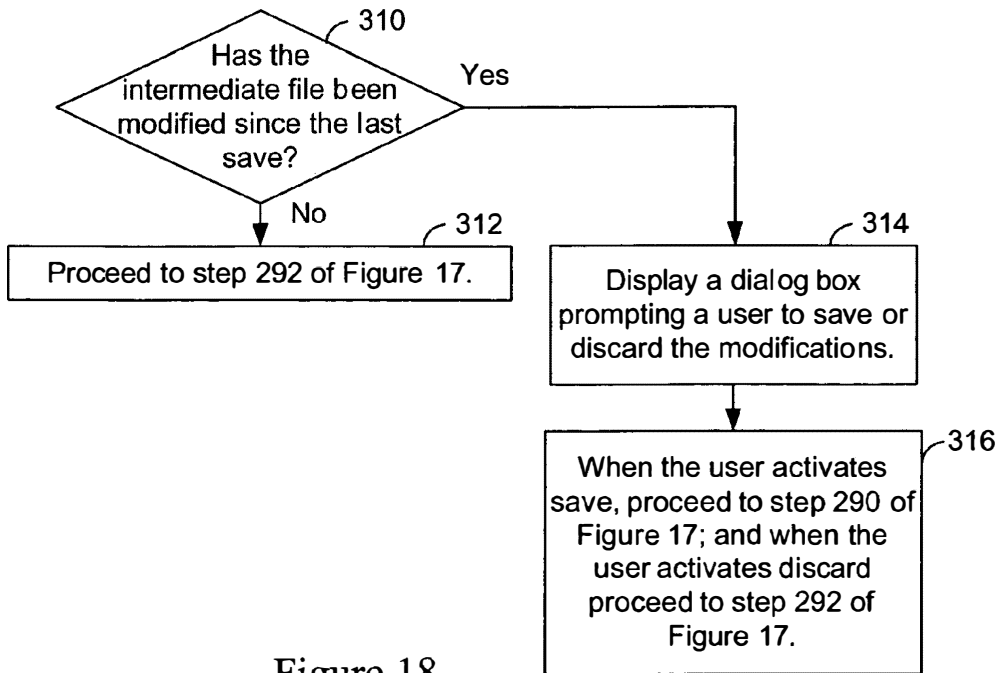 310
Has the
intermediate file been
modified since the last
save?
Yes
No
312
Proceed to step 292 of Figure 17.
314
Display a dialog box
prompting a user to save or
discard the modifications.
316
When the user activates
save, proceed to step 290 of
Figure 17; and when the
user activates discard
proceed to step 292 of
Figure 17.
Figure 18